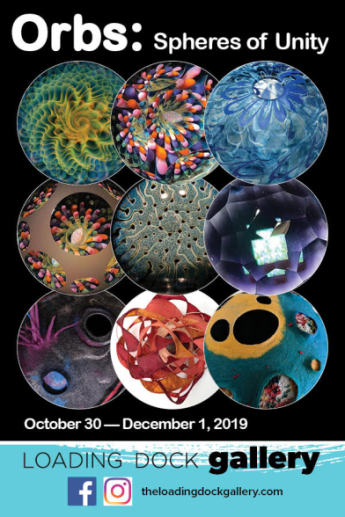 Orbs: Spheres of Unity
October 30 — December 1, 2019
LOADING DOCK gallery
theloadingdockgallery.com